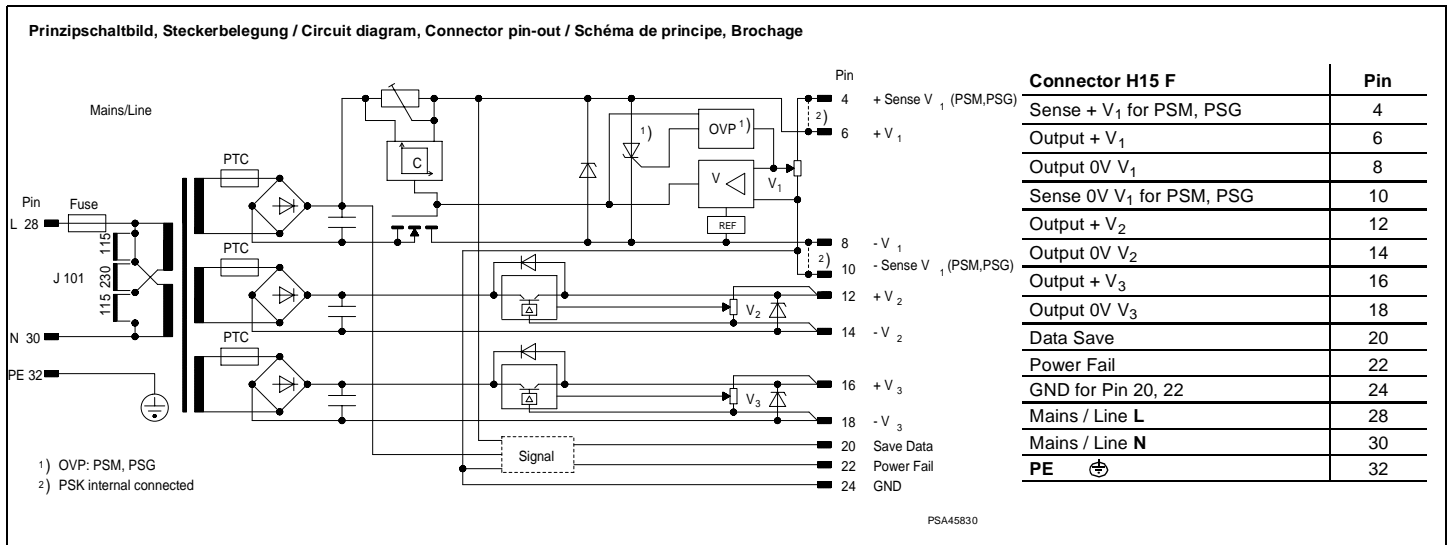 Prinzipschaltbild, Steckerbelegung / Circuit diagram, Connector pin-out / Schéma de principe, Brochage
Mains/Line
Pin
L 28
Fuse
115
J 101
230
115
N 30
PE 32
PTC
PTC
PTC
C
1)
OVP 1)
V
V1
REF
V2
V3
Signal
Pin
4 + Sense V 1 (PSM,PSG)
2)
6 + V 1
8 - V 1
2)
10 - Sense V 1 (PSM,PSG)
12 + V 2
14 - V 2
16 + V 3
18 - V 3
20 Save Data
22 Power Fail
24 GND
1) OVP: PSM, PSG
2) PSK internal connected
PSA45830
Connector H15 F Pin
Sense + V1 for PSM, PSG 4
Output + V1 6
Output 0V V1 8
Sense 0V V1 for PSM, PSG 10
Output + V2 12
Output 0V V2 14
Output + V3 16
Output 0V V3 18
Data Save 20
Power Fail 22
GND for Pin 20, 22 24
Mains / Line L 28
Mains / Line N 30
PE 32